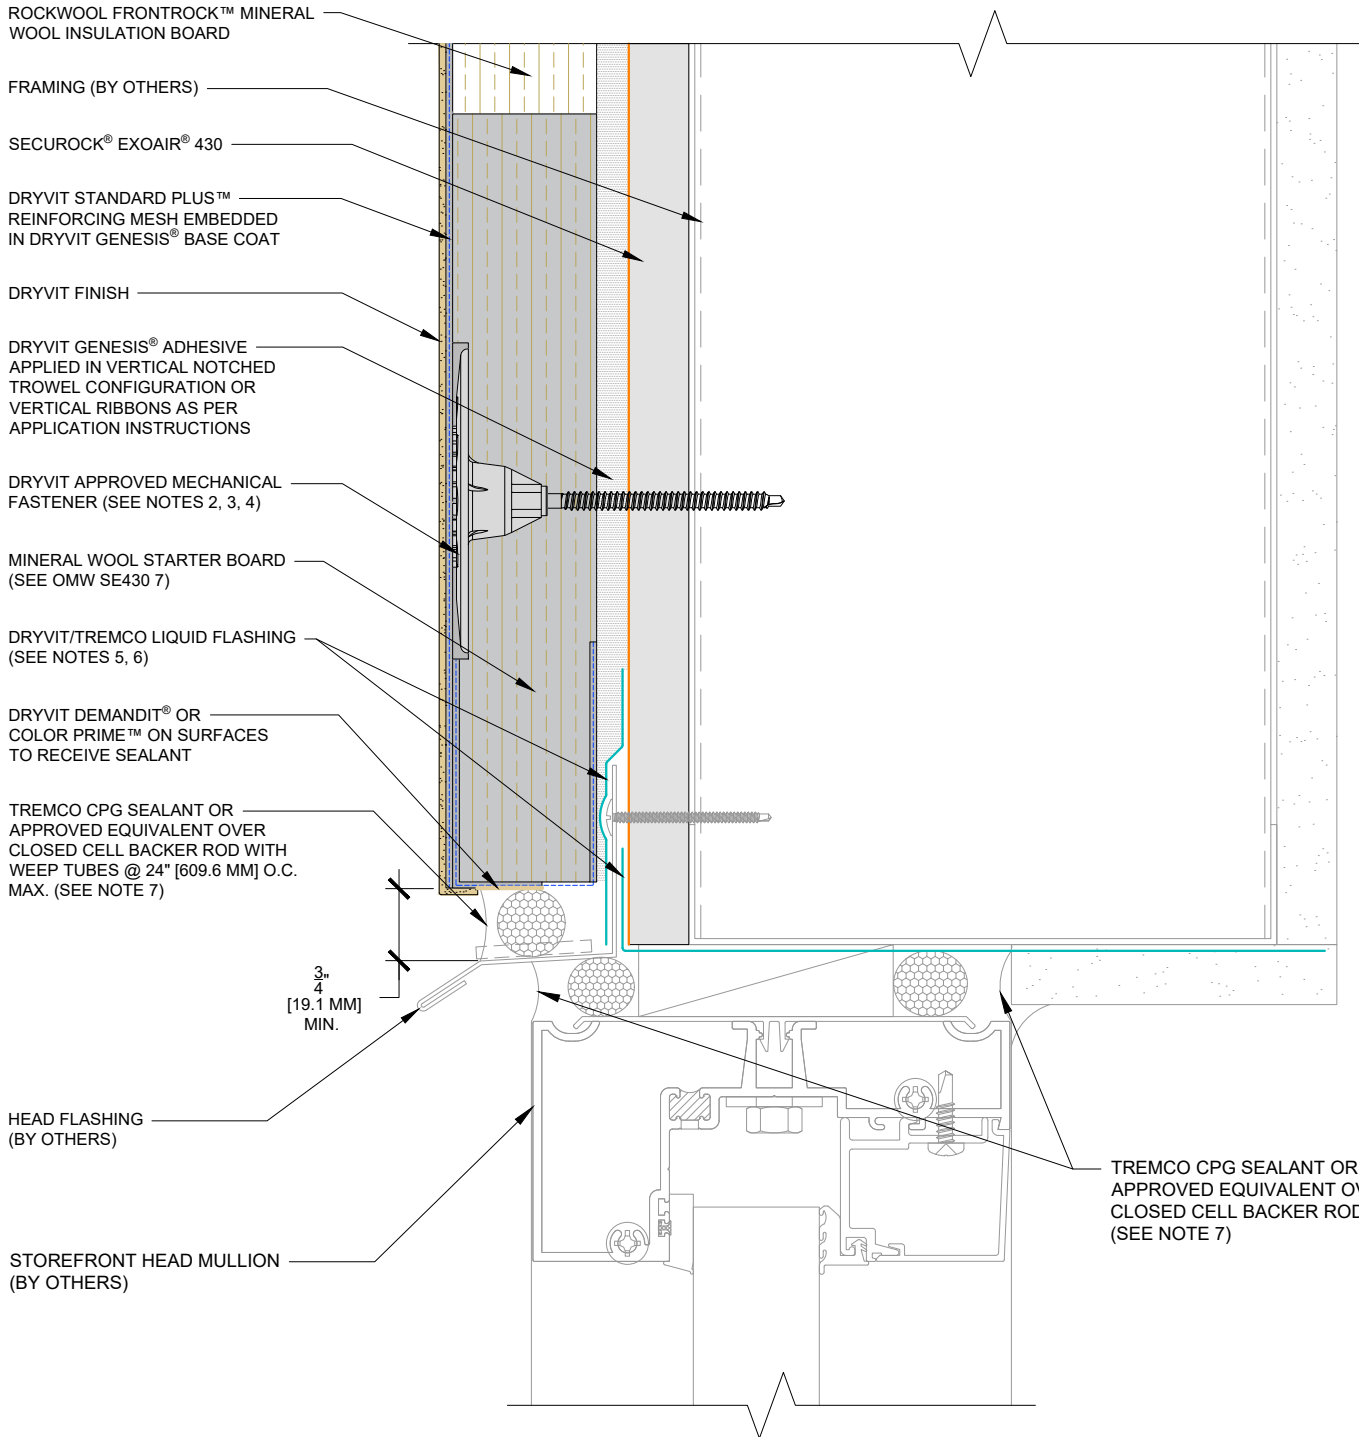 ROCKWOOL FRONTROCK™ MINERAL
WOOL INSULATION BOARD
FRAMING (BY OTHERS)
SECUROCK® EXOAIR® 430
DRYVIT STANDARD PLUS™
REINFORCING MESH EMBEDDED
IN DRYVIT GENESIS® BASE COAT
DRYVIT FINISH
DRYVIT GENESIS® ADHESIVE
APPLIED IN VERTICAL NOTCHED
TROWEL CONFIGURATION OR
VERTICAL RIBBONS AS PER
APPLICATION INSTRUCTIONS
DRYVIT APPROVED MECHANICAL
FASTENER (SEE NOTES 2, 3, 4)
MINERAL WOOL STARTER BOARD
(SEE OMW SE430 7)
DRYVIT/TREMCO LIQUID FLASHING
(SEE NOTES 5, 6)
DRYVIT DEMANDIT® OR
COLOR PRIME™ ON SURFACES
TO RECEIVE SEALANT
TREMCO CPG SEALANT OR
APPROVED EQUIVALENT OVER
CLOSED CELL BACKER ROD WITH
WEEP TUBES @ 24" [609.6 MM] O.C.
MAX. (SEE NOTE 7)
3/4"
[19.1 MM]
MIN.
HEAD FLASHING
(BY OTHERS)
STOREFRONT HEAD MULLION
(BY OTHERS)
TREMCO CPG SEALANT OR
APPROVED EQUIVALENT OV
CLOSED CELL BACKER ROD
(SEE NOTE 7)